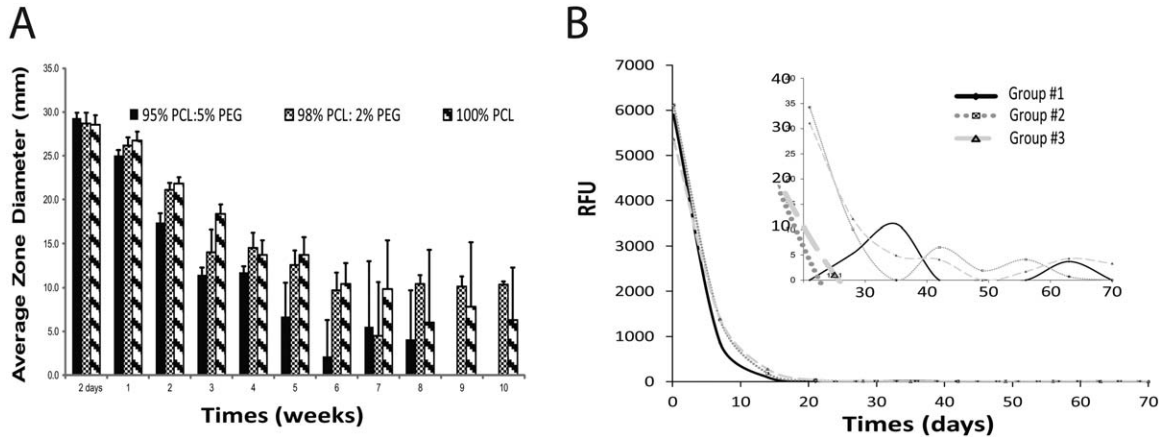 A
Average Zone Diameter (mm)
35.0
30.0
25.0
20.0
15.0
10.0
5.0
0.0
95% PCL:5% PEG
98% PCL: 2% PEG
100% PCL
2 days 1 2 3 4 5 6 7 8 9 10
Times (weeks)
B
RFU
7000
6000
5000
4000
3000
2000
1000
0
0 10 20 30 40 50 60 70
Times (days)
Group #1
Group #2
Group #3
40
30
20
10
40
35
30
25
20
15
10
5
0
30 40 50 60 70